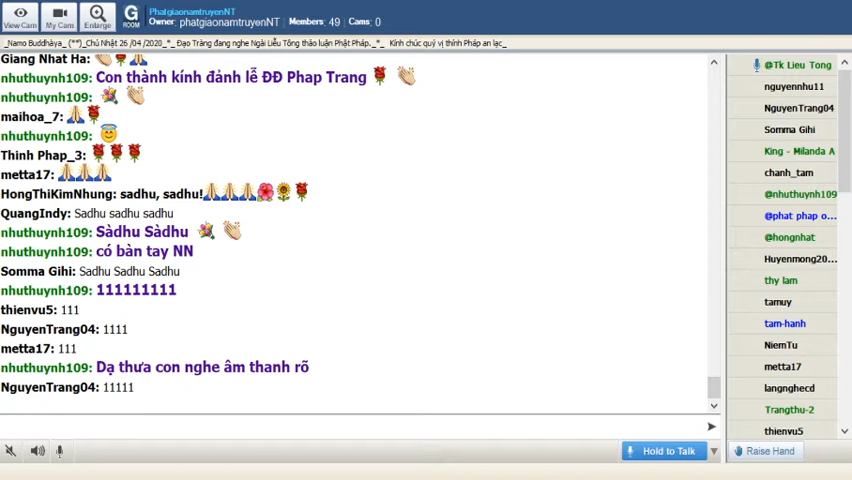 View Cam
My Cam
Enlarge
G
ROOM
PhatgiaonamtruyenNT
Owner: phatgiaonamtruyenNT Members: 49 Cams: 0
_Namo Buddhàya_ (**)_Chủ Nhật 26 /04 /2020_*_ Đạo Tràng đang nghe Ngài Liễu Tông thảo luận Phật Pháp._*_ Kính chúc quý vị thính Pháp an lạc_
Giang Nhat Ha:
nhuthuynh109: Con thành kính đảnh lễ ĐĐ Phap Trang
nhuthuynh109:
maihoa_7:
nhuthuynh109:
Thinh Phap_3:
metta17:
HongThiKimNhung: sadhu, sadhu!
QuangIndy: Sadhu sadhu sadhu
nhuthuynh109: Sàdhu Sàdhu
nhuthuynh109: có bàn tay NN
Somma Gihi: Sadhu Sadhu Sadhu
nhuthuynh109: 111111111
thienvu5: 111
NguyenTrang04: 1111
metta17: 111
nhuthuynh109: Dạ thưa con nghe âm thanh rõ
NguyenTrang04: 11111
@Tk Lieu Tong
nguyennhu11
NguyenTrang04
Somma Gihi
King - Milanda A
chanh_tam
@nhuthuynh109
@phat phap o...
@hongnhat
Huyenmong20...
thy lam
tamuy
tam-hanh
NiemTu
metta17
langnghecd
Trangthu-2
thienvu5
Hold to Talk
Raise Hand